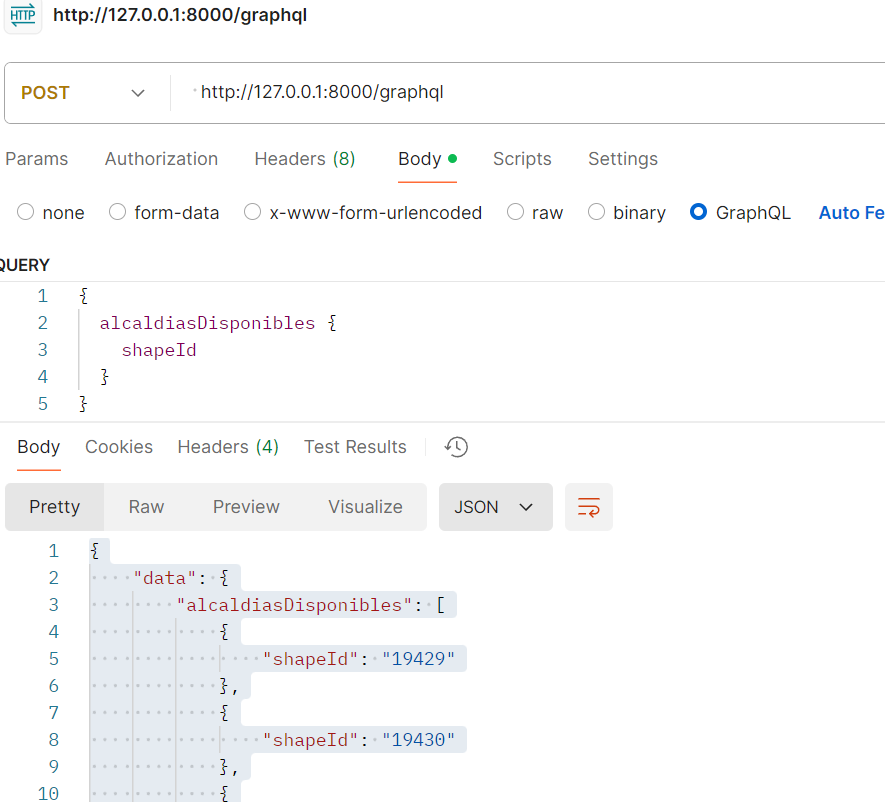 HTTP http://127.0.0.1:8000/graphql
POST http://127.0.0.1:8000/graphql
Params Authorization Headers (8) Body Scripts Settings
none form-data x-www-form-urlencoded raw binary GraphQL Auto Fe
QUERY
1 {
2 alcaldiasDisponibles {
3 shapeId
4 }
5 }
Body Cookies Headers (4) Test Results
Pretty Raw Preview Visualize JSON
1 {
2 "data": {
3 "alcaldiasDisponibles": [
4 {
5 "shapeId": "19429"
6 },
7 {
8 "shapeId": "19430"
9 },
10 {